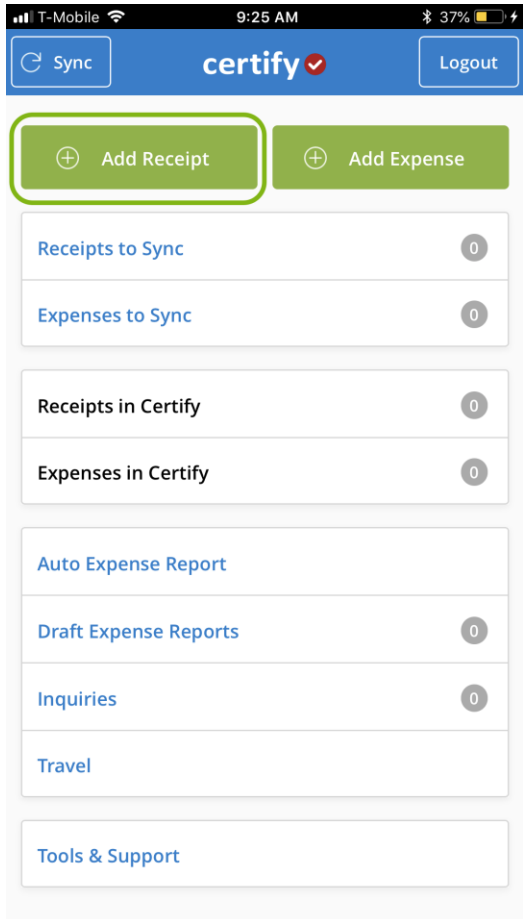 T-Mobile 9:25 AM 37%
Sync certify Logout
Add Receipt Add Expense
Receipts to Sync 0
Expenses to Sync 0
Receipts in Certify 0
Expenses in Certify 0
Auto Expense Report
Draft Expense Reports 0
Inquiries 0
Travel
Tools & Support